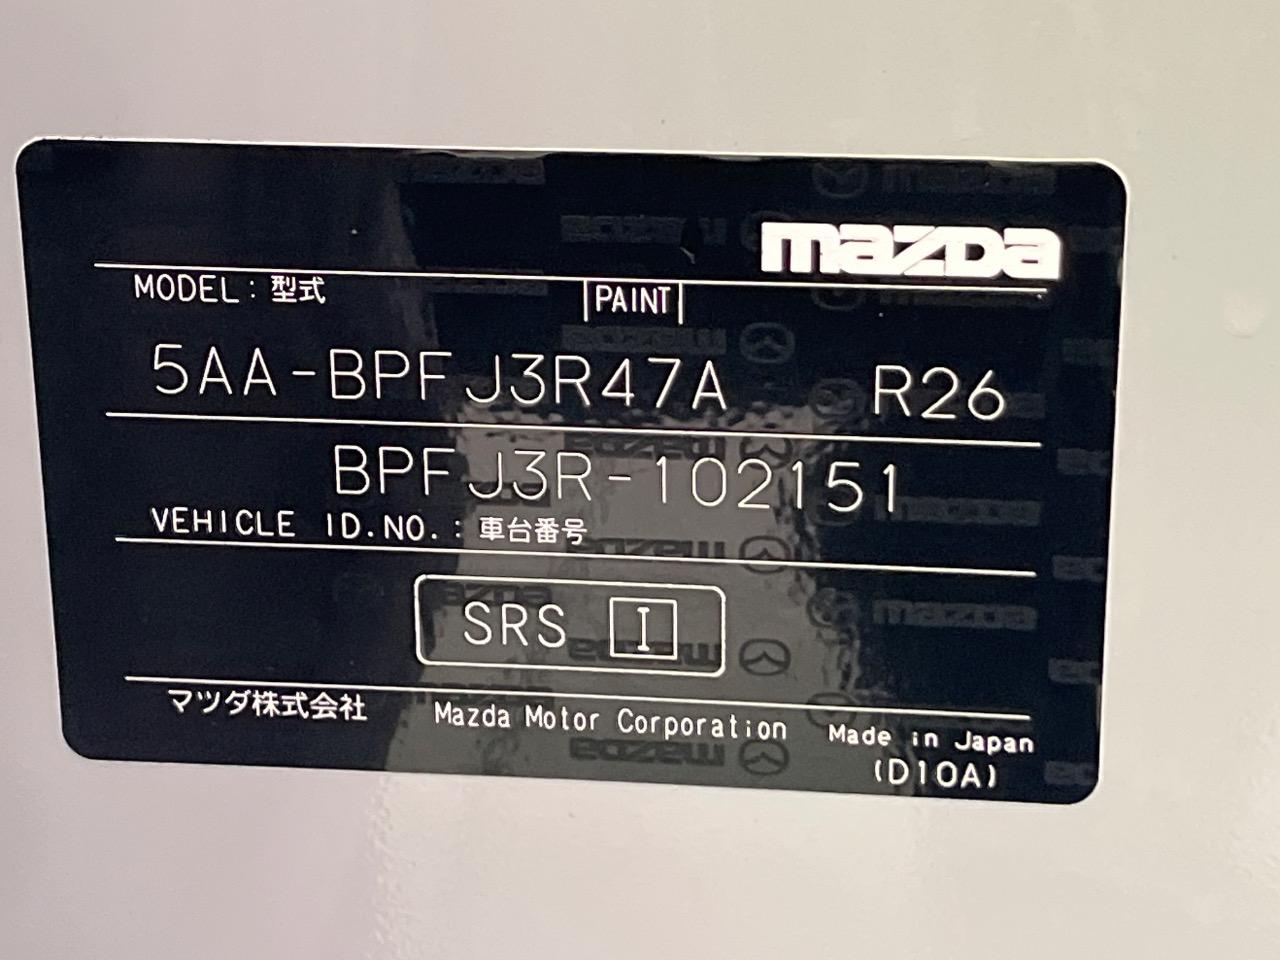 mazda
MODEL : 型式 PAINT
5AA-BPFJ3R47A R26
BPFJ3R-102151
VEHICLE ID.NO. : 車台番号
SRS I
マツダ株式会社 Mazda Motor Corporation Made in Japan
(D10A)